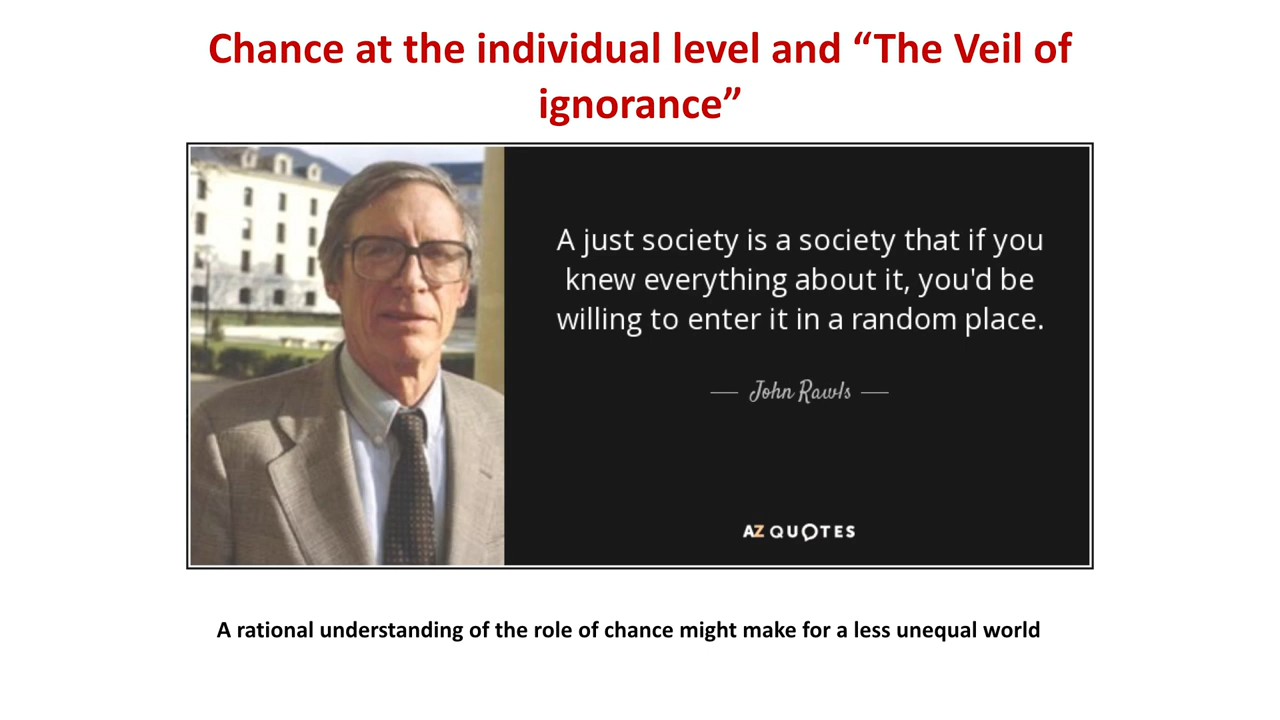 Chance at the individual level and “The Veil of
ignorance”
A just society is a society that if you
knew everything about it, you'd be
willing to enter it in a random place.
John Rawls
AZ QUOTES
A rational understanding of the role of chance might make for a less unequal world